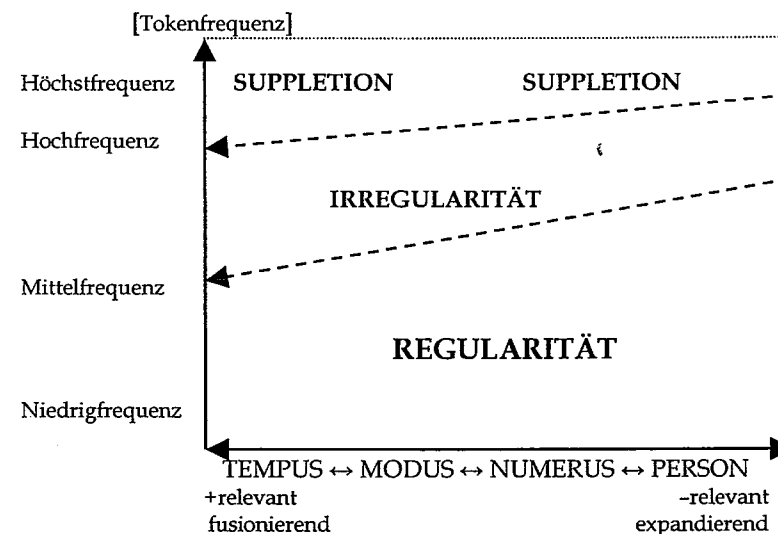 [Tokenfrequenz]
Höchstfrequenz SUPPLETION SUPPLETION
Hochfrequenz
IRREGULARITÄT
Mittelfrequenz
REGULARITÄT
Niedrigfrequenz
TEMPUS ↔ MODUS ↔ NUMERUS ↔ PERSON
+relevant –relevant
fusionierend expandierend